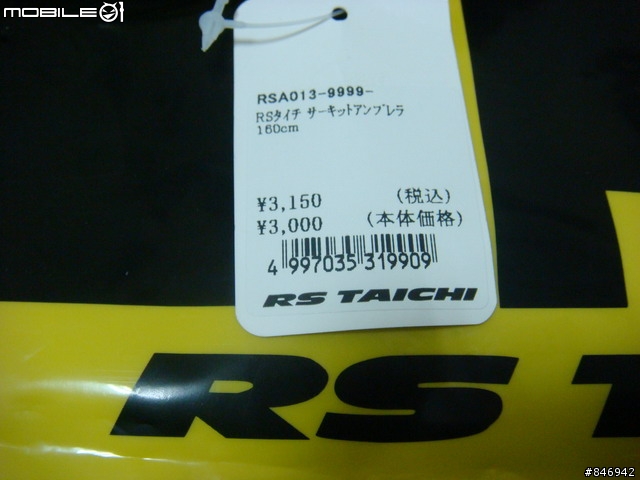 MOBILE01
RSA013-9999-
RSタイチ サーキットアンブレラ
160cm
¥3,150 (税込)
¥3,000 (本体価格)
4 997035 319909
RS TAICHI
RS T
#846942